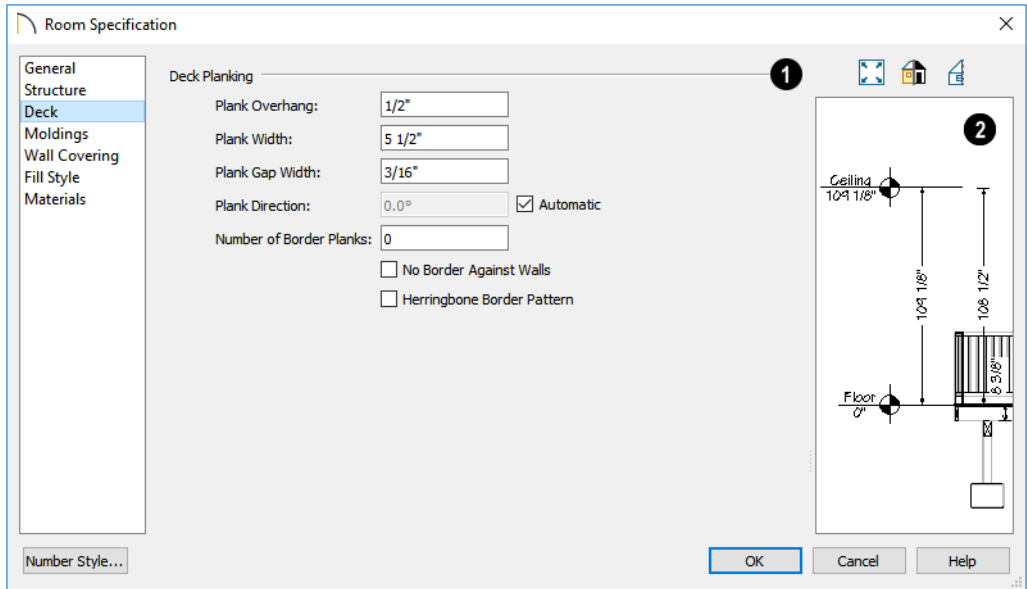 Room Specification
General
Structure
Deck
Moldings
Wall Covering
Fill Style
Materials
Deck Planking
1
Plank Overhang: 1/2"
Plank Width: 5 1/2"
Plank Gap Width: 3/16"
Plank Direction: 0.0° Automatic
Number of Border Planks: 0
No Border Against Walls
Herringbone Border Pattern
2
Ceiling
109 1/8"
109 1/8"
108 1/2"
8 3/8"
Floor
0"
Number Style...
OK
Cancel
Help